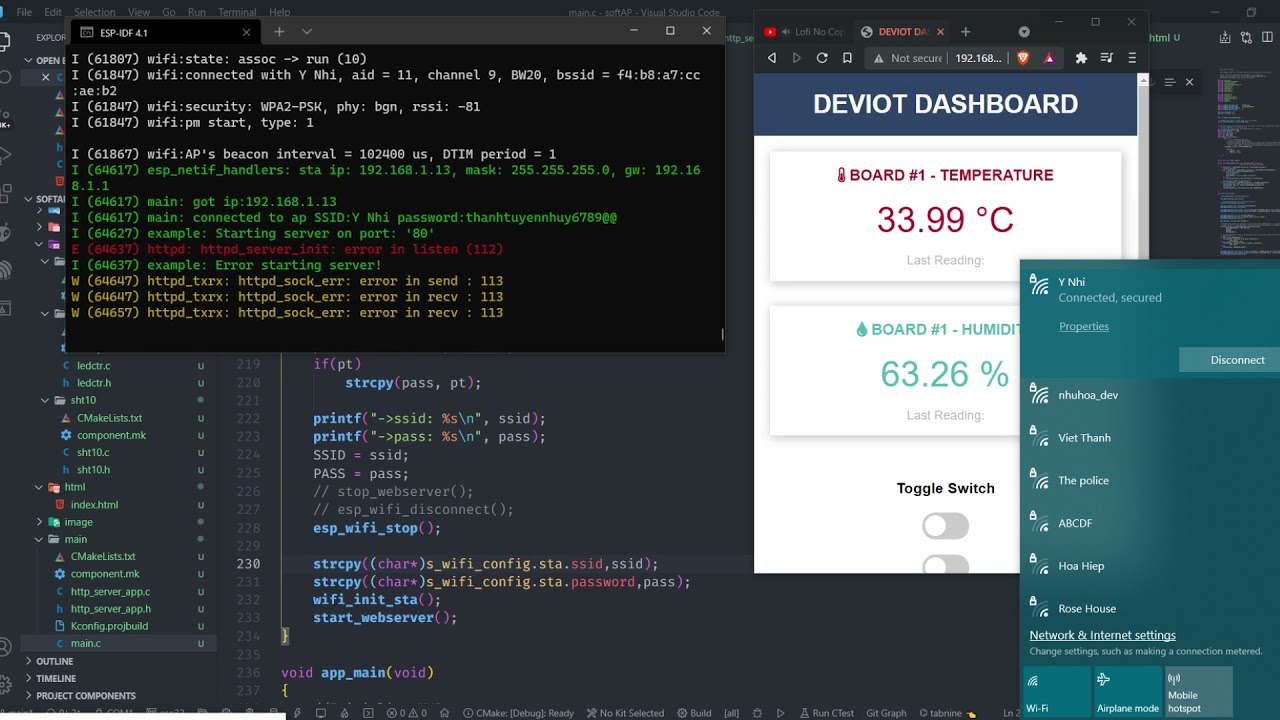 File Edit Selection View Go Run Terminal Help
main.c - softAP - Visual Studio Code
ESP-IDF 4.1
I (61807) wifi:state: assoc -> run (10)
I (61847) wifi:connected with Y Nhi, aid = 11, channel 9, BW20, bssid = f4:b8:a7:cc
:ae:b2
I (61847) wifi:security: WPA2-PSK, phy: bgn, rssi: -81
I (61847) wifi:pm start, type: 1
I (61867) wifi:AP's beacon interval = 102400 us, DTIM period = 1
I (64617) esp_netif_handlers: sta ip: 192.168.1.13, mask: 255.255.255.0, gw: 192.16
8.1.1
I (64617) main: got ip:192.168.1.13
I (64617) main: connected to ap SSID:Y Nhi password:thanhtuyennhuy6789@@
I (64627) example: Starting server on port: '80'
E (64637) httpd: httpd_server_init: error in listen (112)
I (64637) example: Error starting server!
W (64637) httpd_txrx: httpd_sock_err: error in send : 113
W (64647) httpd_txrx: httpd_sock_err: error in recv : 113
W (64657) httpd_txrx: httpd_sock_err: error in recv : 113
EXPLOR
OPEN E
SOFTA
ledctr.c U
ledctr.h U
sht10
CMakeLists.txt U
component.mk U
sht10.c U
sht10.h U
html
index.html U
image
main
CMakeLists.txt U
component.mk U
http_server_app.c U
http_server_app.h U
Kconfig.projbuild U
main.c U
OUTLINE
TIMELINE
PROJECT COMPONENTS
219 if(pt)
220 strcpy(pass, pt);
221
222 printf("->ssid: %s\n", ssid);
223 printf("->pass: %s\n", pass);
224 SSID = ssid;
225 PASS = pass;
226 // stop_webserver();
227 // esp_wifi_disconnect();
228 esp_wifi_stop();
229
230 strcpy((char*)s_wifi_config.sta.ssid,ssid);
231 strcpy((char*)s_wifi_config.sta.password,pass);
232 wifi_init_sta();
233 start_webserver();
234 }
235
236 void app_main(void)
237 {
Lofi No Cop
DEVIOT DAS
Not secure
192.168...
html U
DEVIOT DASHBOARD
BOARD #1 - TEMPERATURE
33.99 °C
Last Reading:
BOARD #1 - HUMIDIT
63.26 %
Last Reading:
Toggle Switch
Y Nhi
Connected, secured
Properties
Disconnect
nhuhoa_dev
Viet Thanh
The police
ABCDF
Hoa Hiep
Rose House
Network & Internet settings
Change settings, such as making a connection metered.
Wi-Fi
Airplane mode
Mobile
hotspot
CMake: [Debug]: Ready No Kit Selected Build [all] Run CTest Git Graph tabnine